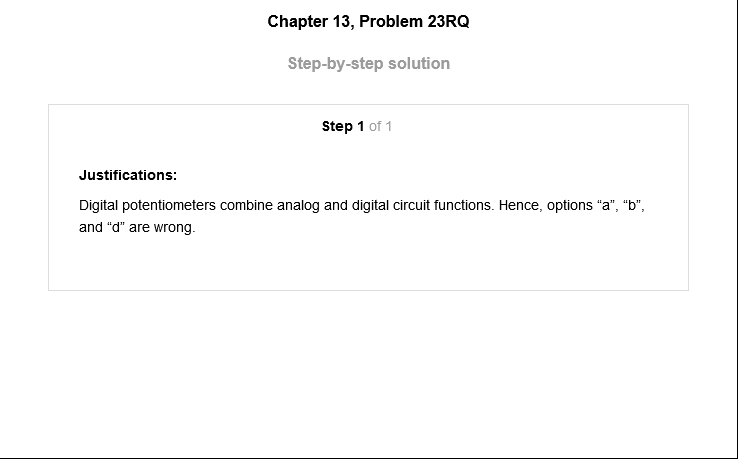 Chapter 13, Problem 23RQ
Step-by-step solution
Step 1 of 1
Justifications:
Digital potentiometers combine analog and digital circuit functions. Hence, options “a”, “b”,
and “d” are wrong.